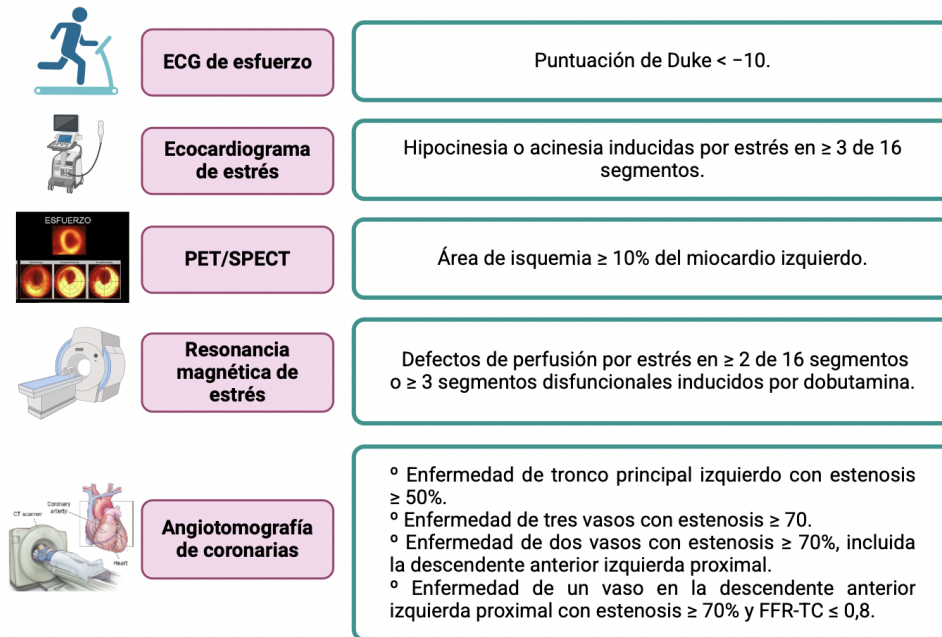 ECG de esfuerzo
Puntuación de Duke < −10.
Ecocardiograma
de estrés
Hipocinesia o acinesia inducidas por estrés en ≥ 3 de 16
segmentos.
ESFUERZO
PET/SPECT
Área de isquemia ≥ 10% del miocardio izquierdo.
Resonancia
magnética de
estrés
Defectos de perfusión por estrés en ≥ 2 de 16 segmentos
o ≥ 3 segmentos disfuncionales inducidos por dobutamina.
CT scanner
Coronary
artery
Heart
Angiotomografía
de coronarias
º Enfermedad de tronco principal izquierdo con estenosis
≥ 50%.
º Enfermedad de tres vasos con estenosis ≥ 70.
º Enfermedad de dos vasos con estenosis ≥ 70%, incluida
la descendente anterior izquierda proximal.
º Enfermedad de un vaso en la descendente anterior
izquierda proximal con estenosis ≥ 70% y FFR-TC ≤ 0,8.